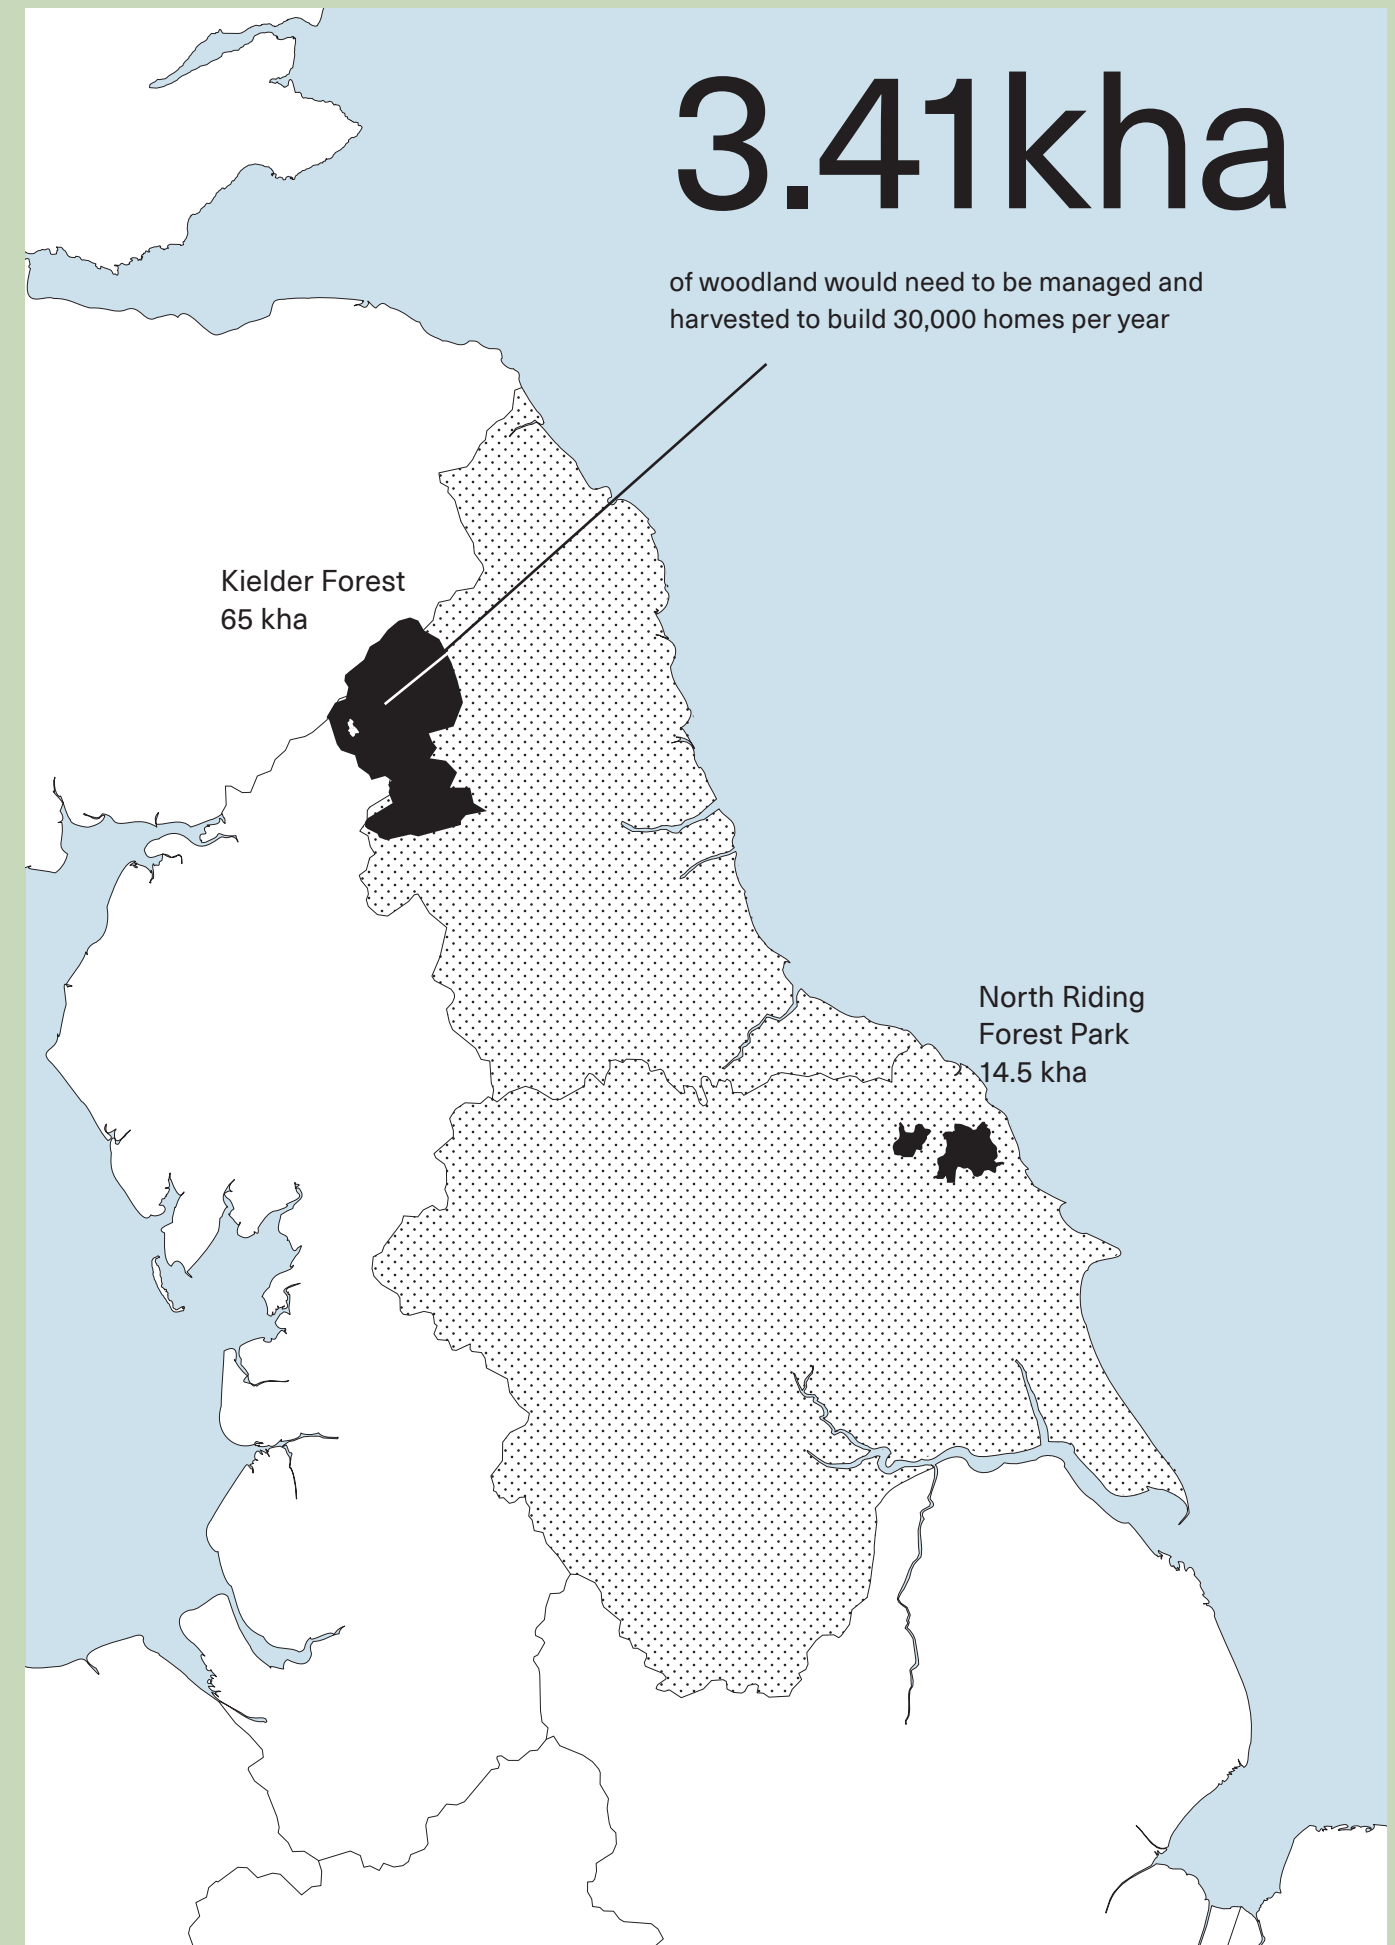 3.41kha
of woodland would need to be managed and
harvested to build 30,000 homes per year
Kielder Forest
65 kha
North Riding
Forest Park
14.5 kha